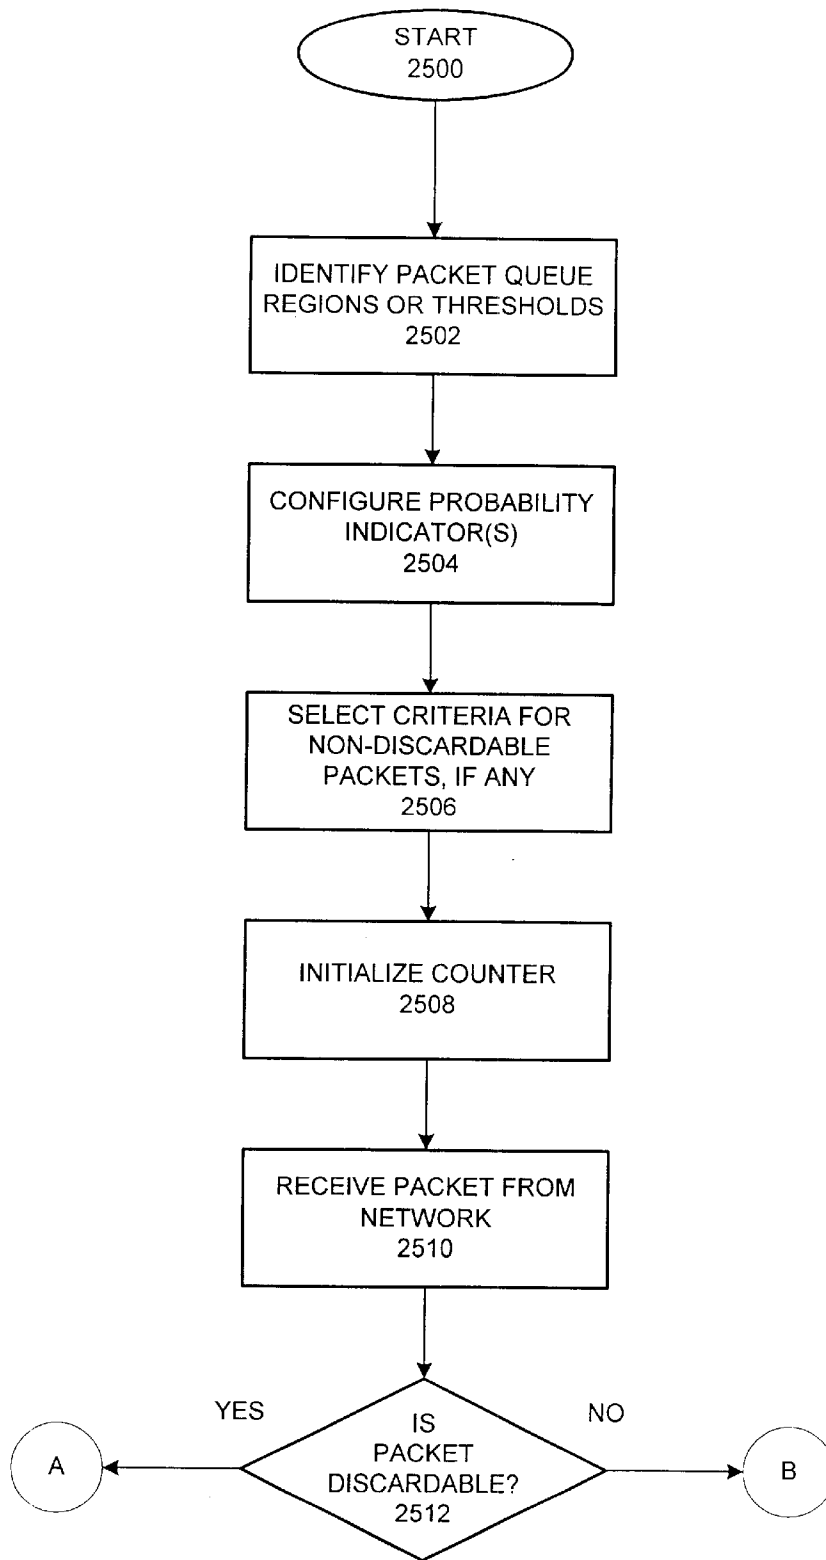 START
2500
IDENTIFY PACKET QUEUE
REGIONS OR THRESHOLDS
2502
CONFIGURE PROBABILITY
INDICATOR(S)
2504
SELECT CRITERIA FOR
NON-DISCARDABLE
PACKETS, IF ANY
2506
INITIALIZE COUNTER
2508
RECEIVE PACKET FROM
NETWORK
2510
YES
NO
IS
PACKET
DISCARDABLE?
2512
A
B